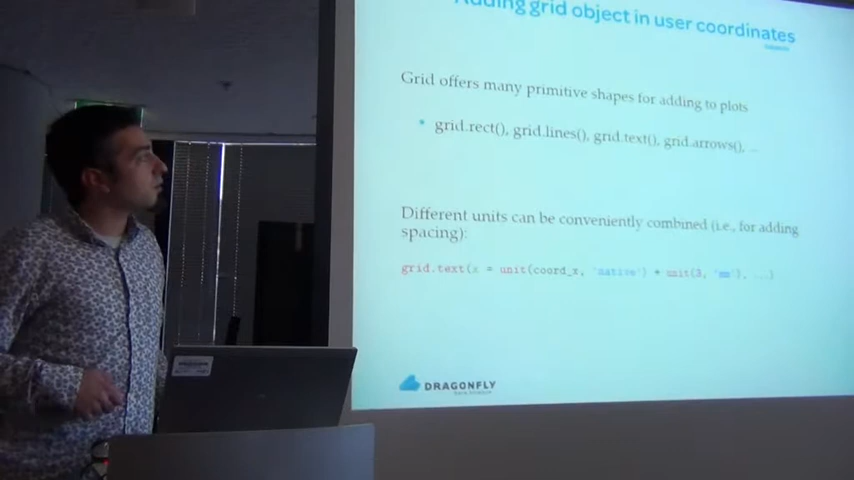 Adding grid object in user coordinates
Grid offers many primitive shapes for adding to plots
• grid.rect(), grid.lines(), grid.text(), grid.arrows(), ...
Different units can be conveniently combined (i.e., for adding
spacing):
grid.text(x = unit(coord_x, 'native') + unit(3, 'mm'), ...)
DRAGONFLY